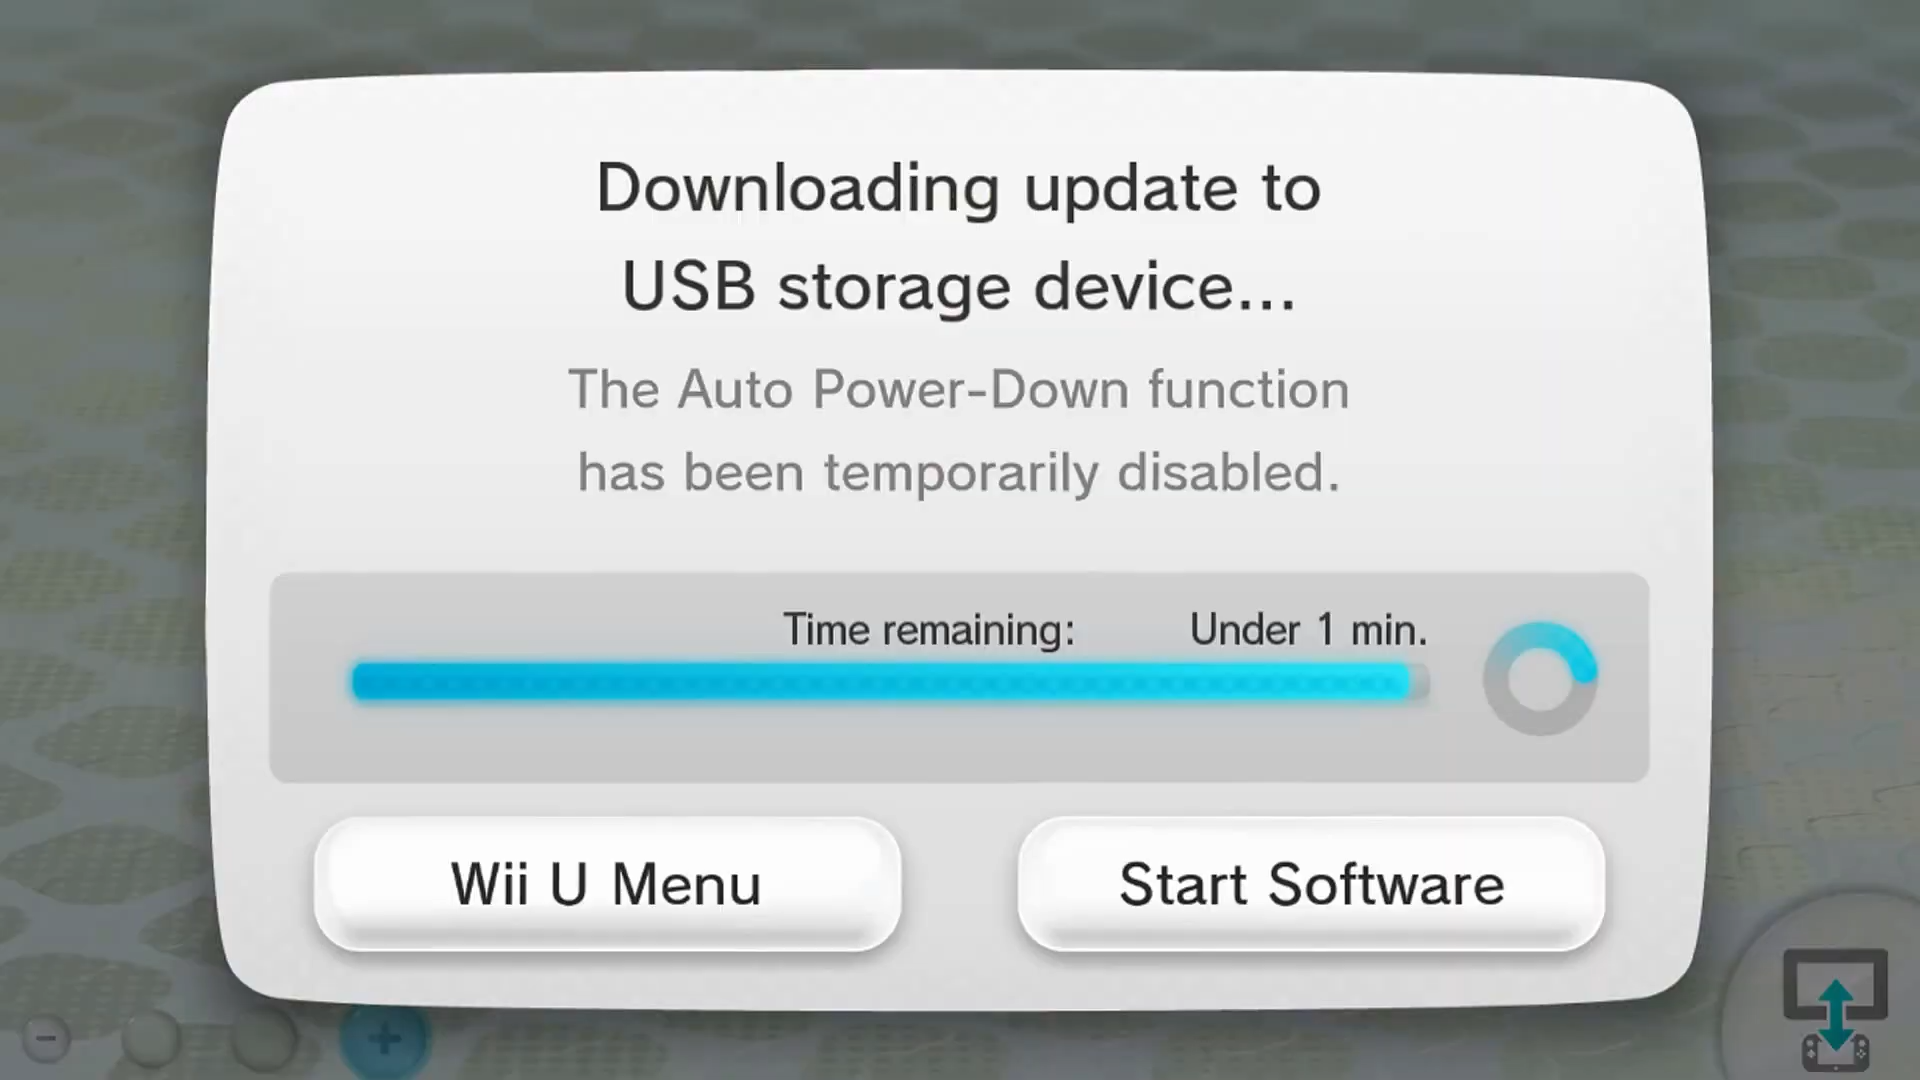 Downloading update to
USB storage device...
The Auto Power-Down function
has been temporarily disabled.
Time remaining: Under 1 min.
Wii U Menu
Start Software